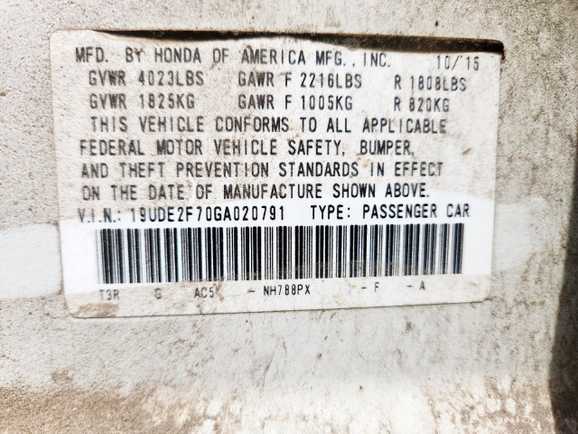 MFD. BY HONDA OF AMERICA MFG., INC. 10/15
GVWR 4023LBS GAWR F 2216LBS R 1808LBS
GVWR 1825KG GAWR F 1005KG R 820KG
THIS VEHICLE CONFORMS TO ALL APPLICABLE
FEDERAL MOTOR VEHICLE SAFETY, BUMPER,
AND THEFT PREVENTION STANDARDS IN EFFECT
ON THE DATE OF MANUFACTURE SHOWN ABOVE.
V.I.N.: 19UDE2F70GA020791 TYPE: PASSENGER CAR
T3R G AC5 - NH788PX - F - A